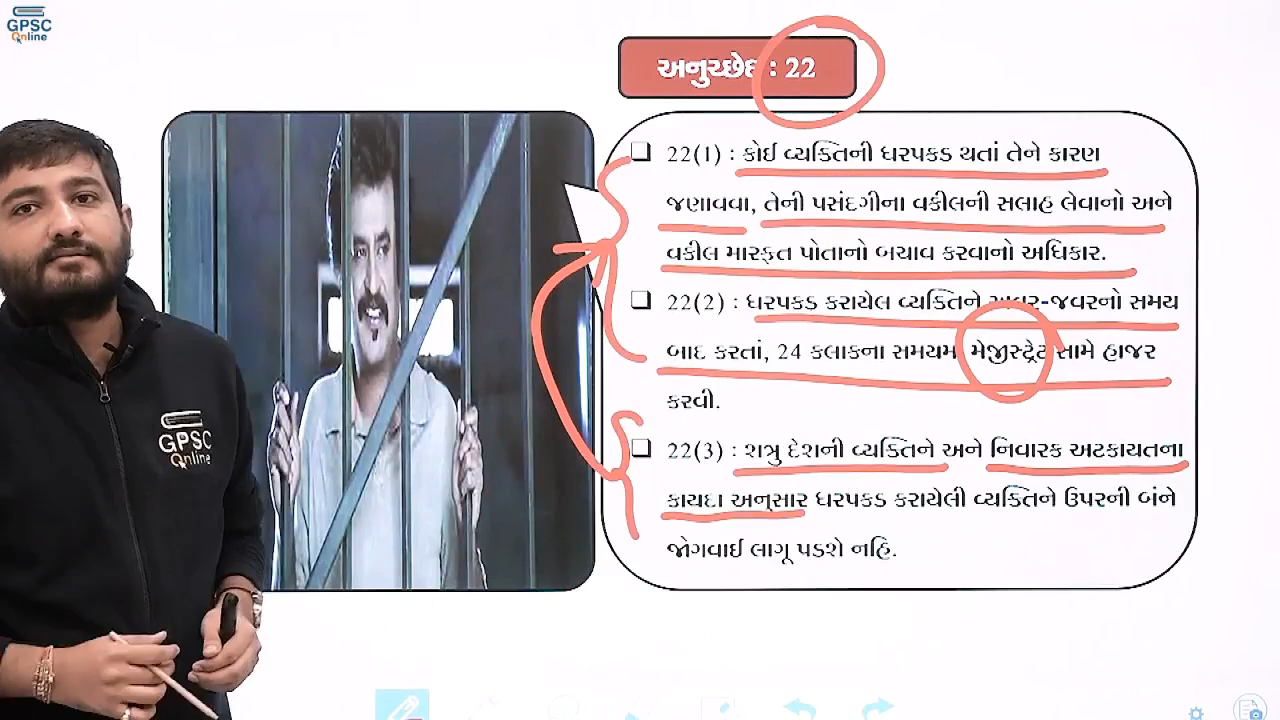 GPSC
Online
અનુચ્છેદ : 22
❑ 22(1) : કોઈ વ્યક્તિની ધરપકડ થતાં તેને કારણ
જણાવવા, તેની પસંદગીના વકીલની સલાહ લેવાનો અને
વકીલ મારફત પોતાનો બચાવ કરવાનો અધિકાર.
❑ 22(2) : ધરપકડ કરાયેલ વ્યક્તિને અવર-જવરનો સમય
બાદ કરતાં, 24 કલાકના સમયમાં મેજીસ્ટ્રેટ સામે હાજર
કરવી.
❑ 22(3) : શત્રુ દેશની વ્યક્તિને અને નિવારક અટકાયતના
કાયદા અનુસાર ધરપકડ કરાયેલી વ્યક્તિને ઉપરની બંને
જોગવાઈ લાગૂ પડશે નહિ.
GPSC
Online